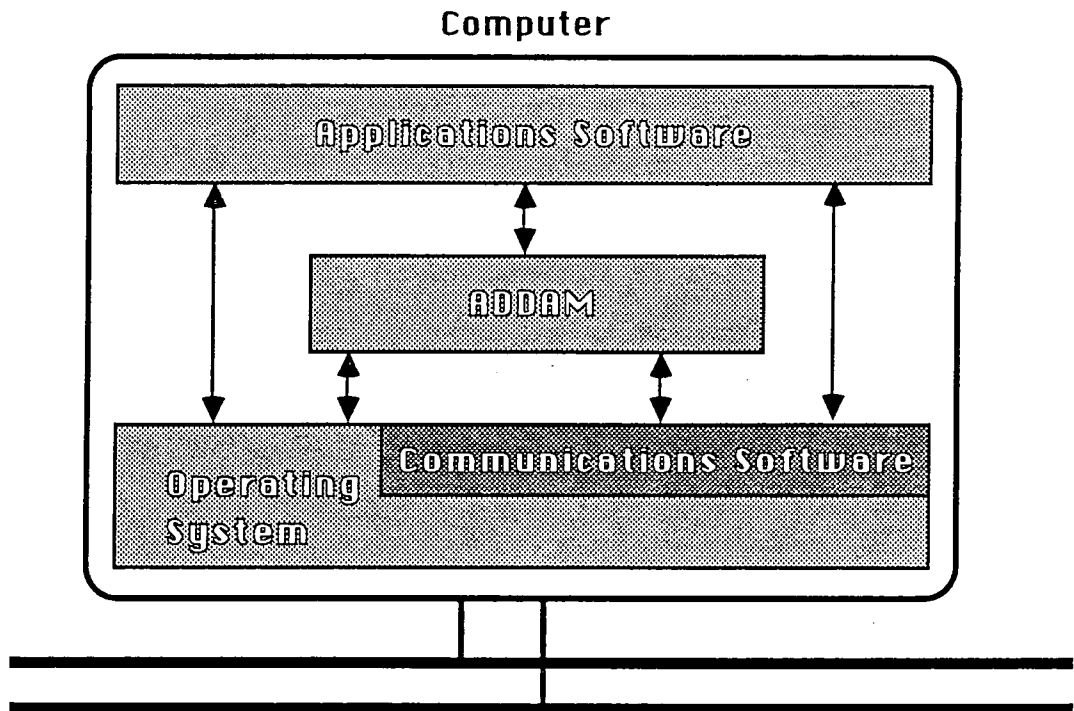 Computer
Applications Software
ADDAM
Communications Software
Operating
System